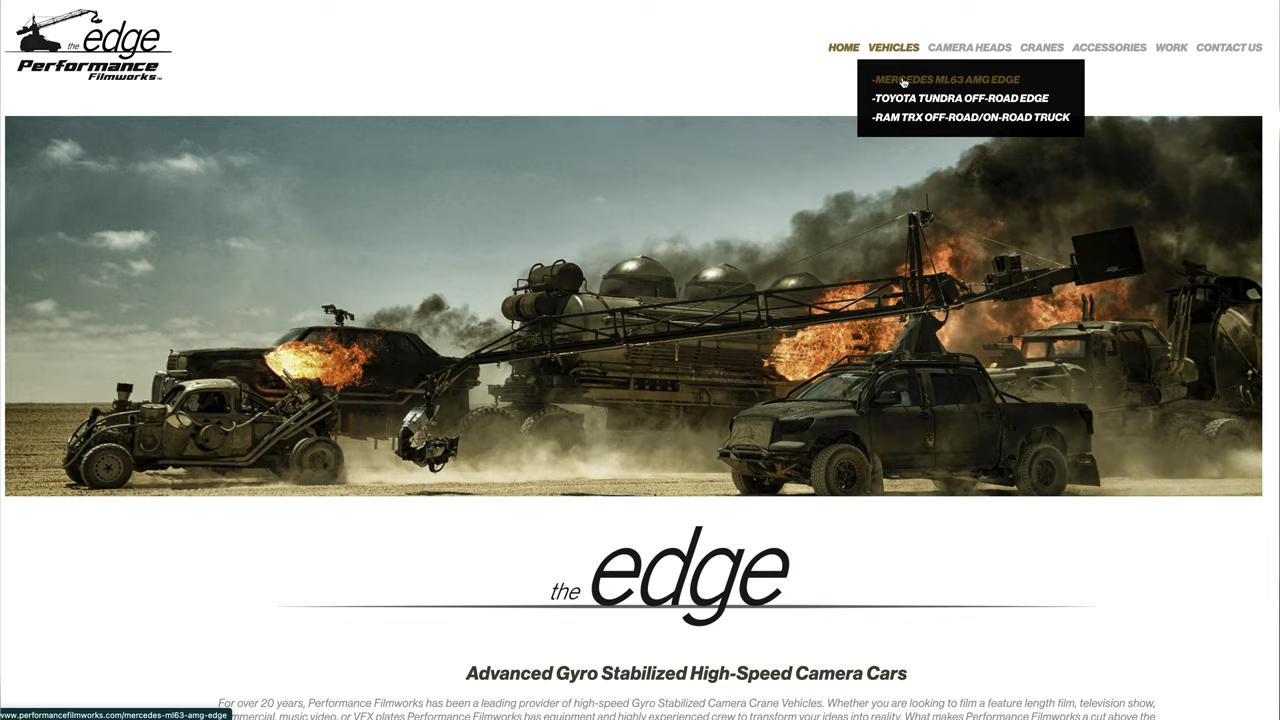 the edge
Performance
Filmworks™
HOME VEHICLES CAMERA HEADS CRANES ACCESSORIES WORK CONTACT US
-MERCEDES ML63 AMG EDGE
-TOYOTA TUNDRA OFF-ROAD EDGE
-RAM TRX OFF-ROAD/ON-ROAD TRUCK
the edge
Advanced Gyro Stabilized High-Speed Camera Cars
For over 20 years, Performance Filmworks has been a leading provider of high-speed Gyro Stabilized Camera Crane Vehicles. Whether you are looking to film a feature length film, television show,
music video, or VFX plates Performance Filmworks has equipment and highly experienced crew to transform your ideas into reality. What makes Performance Filmworks a cut above the
www.performancefilmworks.com/mercedes-ml63-amg-edge